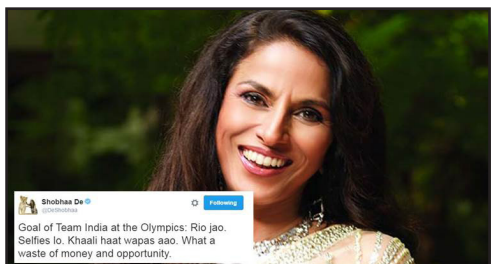 Shobhaa De
@DeShobhaa
Following
Goal of Team India at the Olympics: Rio jao.
Selfies lo. Khaali haat wapas aao. What a
waste of money and opportunity.